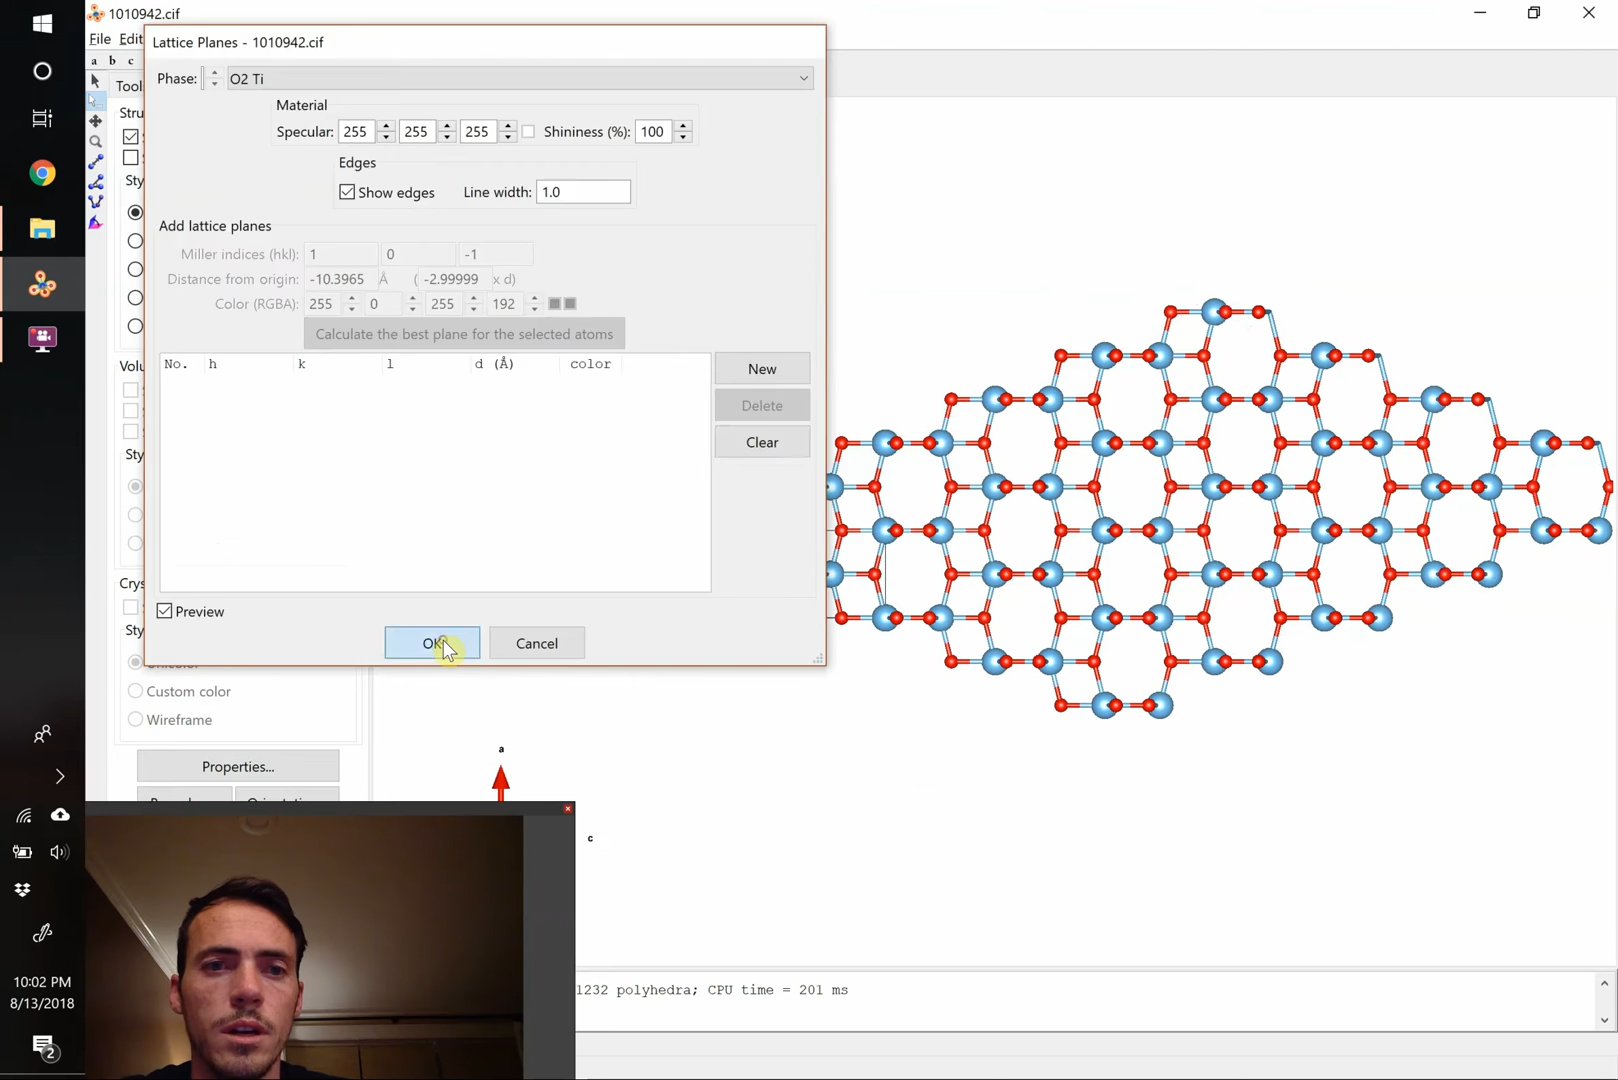 1010942.cif
File Edit
a b c
Lattice Planes - 1010942.cif
Phase: O2 Ti
Material
Specular: 255 255 255 Shininess (%): 100
Edges
Show edges Line width: 1.0
Add lattice planes
Miller indices (hkl): 1 0 -1
Distance from origin: -10.3965 Å ( -2.99999 x d)
Color (RGBA): 255 0 255 192
Calculate the best plane for the selected atoms
No. h k l d (Å) color
New
Delete
Clear
Preview
OK Cancel
Custom color
Wireframe
Properties...
a
c
1232 polyhedra; CPU time = 201 ms
10:02 PM
8/13/2018
2